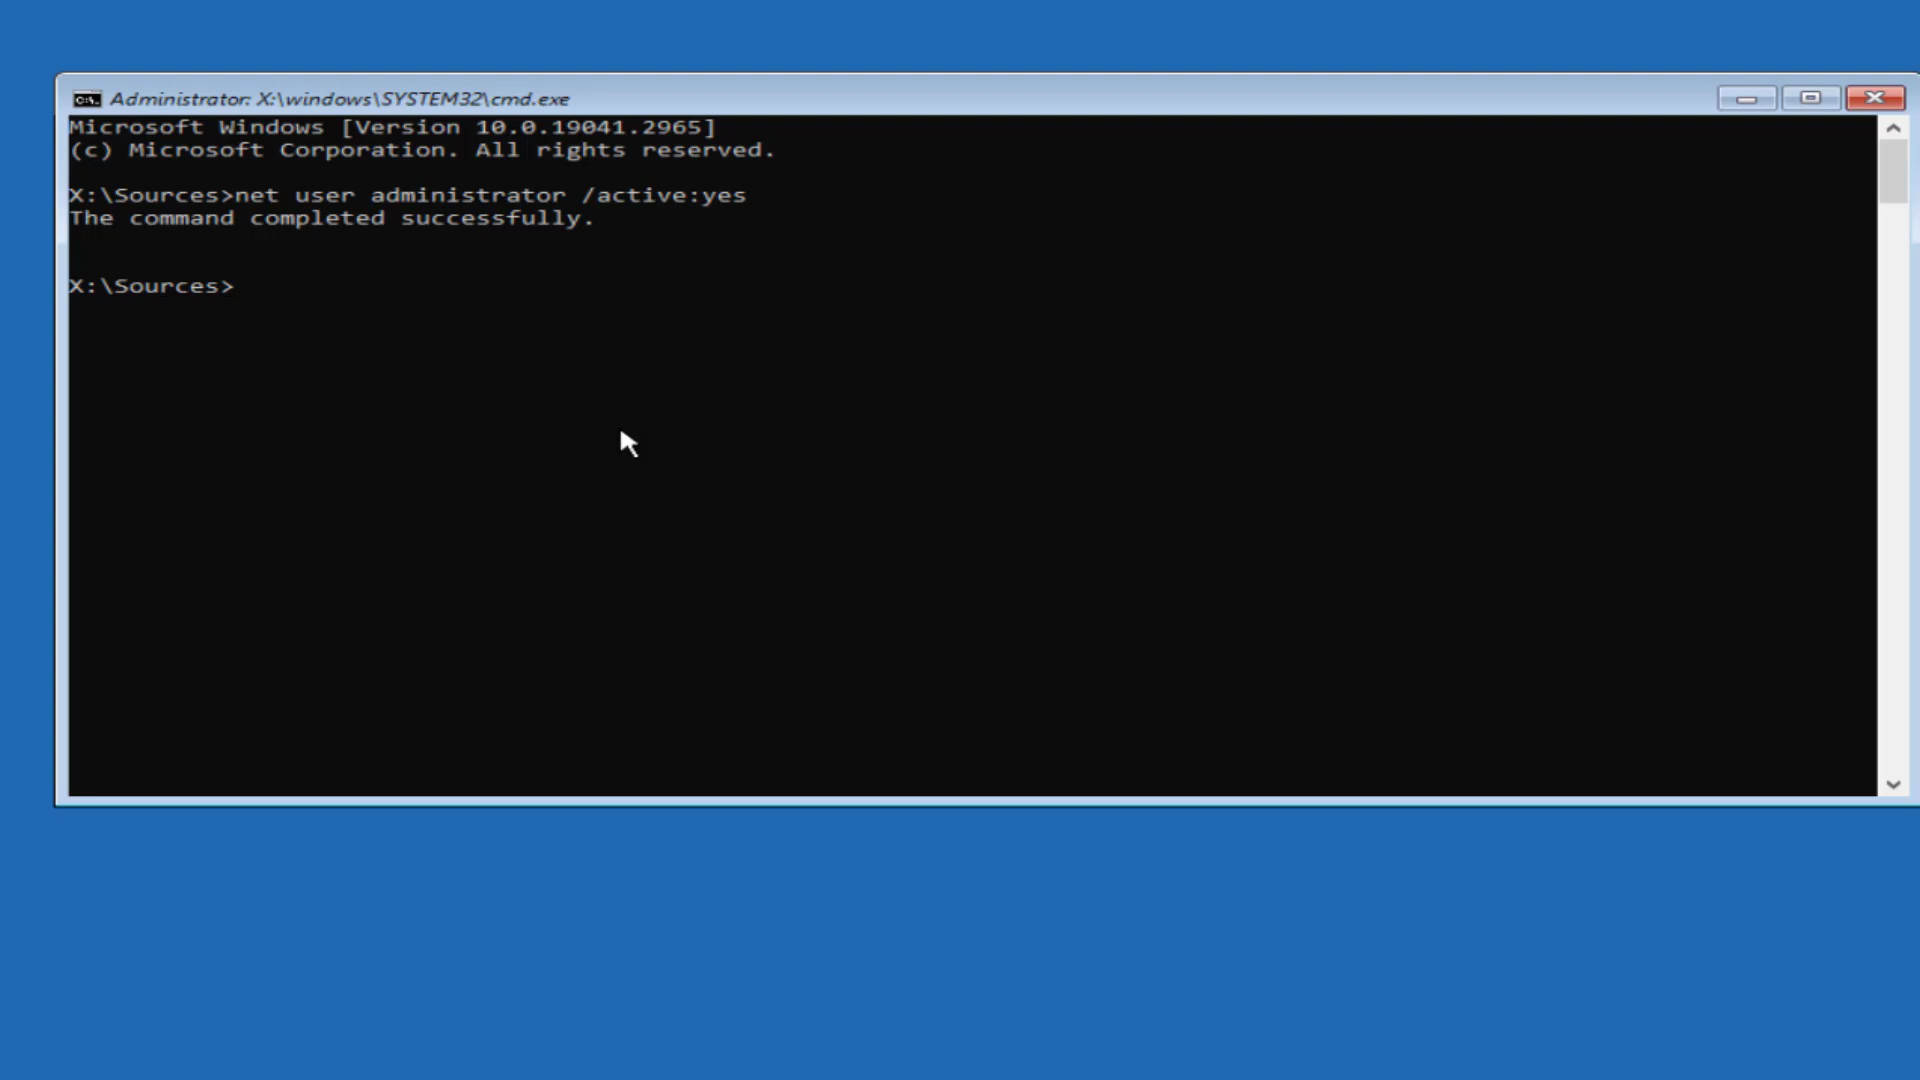 Administrator: X:\windows\SYSTEM32\cmd.exe
Microsoft Windows [Version 10.0.19041.2965]
(c) Microsoft Corporation. All rights reserved.
X:\Sources>net user administrator /active:yes
The command completed successfully.
X:\Sources>